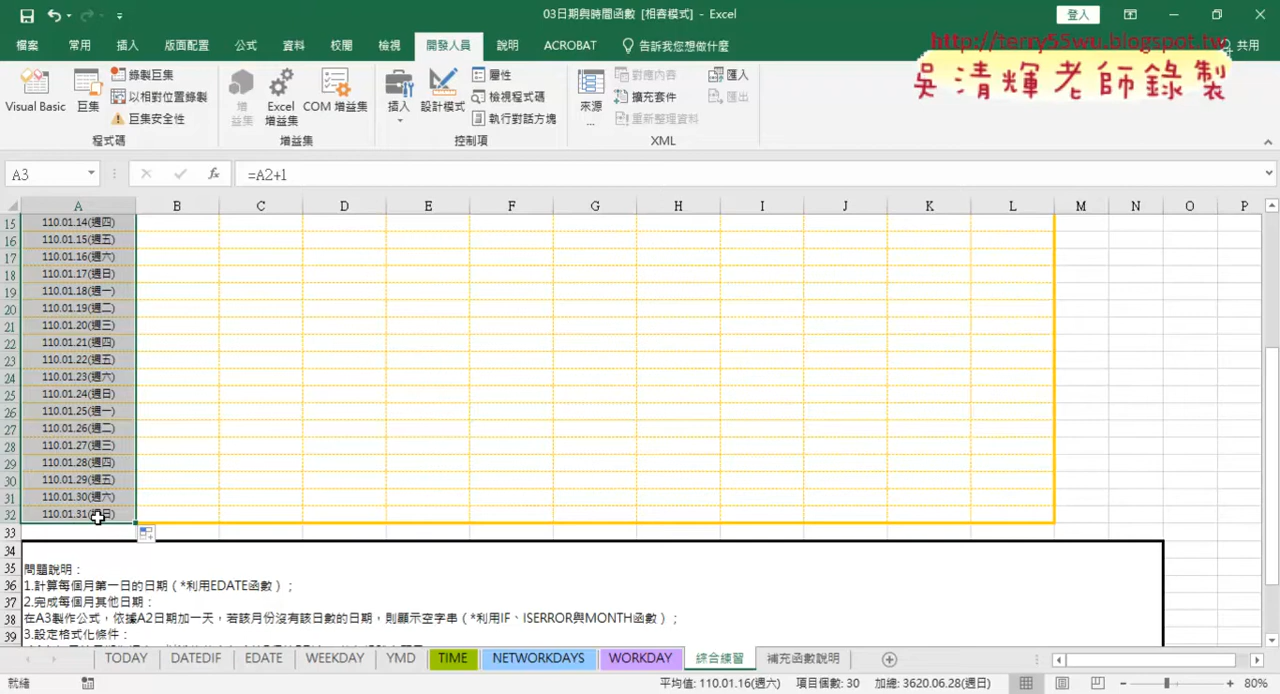 03日期與時間函數 [相容模式] - Excel
登入
http://terry55wu.blogspot.tw
吳清輝老師錄製
檔案 常用 插入 版面配置 公式 資料 校閱 檢視 開發人員 說明 ACROBAT 告訴我您想做什麼 共用
Visual Basic 巨集 錄製巨集 以相對位置錄製 巨集安全性
增益集 Excel 增益集 COM 增益集
插入 設計模式 屬性 檢視程式碼 執行對話方塊
來源... 對應內容 擴充套件 重新整理資料 匯入 匯出
程式碼 增益集 控制項 XML
A3 fx =A2+1
A B C D E F G H I J K L M N O P
15 110.01.14(週四)
16 110.01.15(週五)
17 110.01.16(週六)
18 110.01.17(週日)
19 110.01.18(週一)
20 110.01.19(週二)
21 110.01.20(週三)
22 110.01.21(週四)
23 110.01.22(週五)
24 110.01.23(週六)
25 110.01.24(週日)
26 110.01.25(週一)
27 110.01.26(週二)
28 110.01.27(週三)
29 110.01.28(週四)
30 110.01.29(週五)
31 110.01.30(週六)
32 110.01.31(週日)
33
34
35 問題說明：
36 1.計算每個月第一日的日期（*利用EDATE函數）；
37 2.完成每個月其他日期：
38 在A3製作公式，依據A2日期加一天，若該月份沒有該日數的日期，則顯示空字串（*利用IF、ISERROR與MONTH函數）；
39 3.設定格式化條件：
TODAY DATEDIF EDATE WEEKDAY YMD TIME NETWORKDAYS WORKDAY 綜合練習 補充函數說明
就緒 平均值: 110.01.16(週六) 項目個數: 30 加總: 3620.06.28(週日) 80%